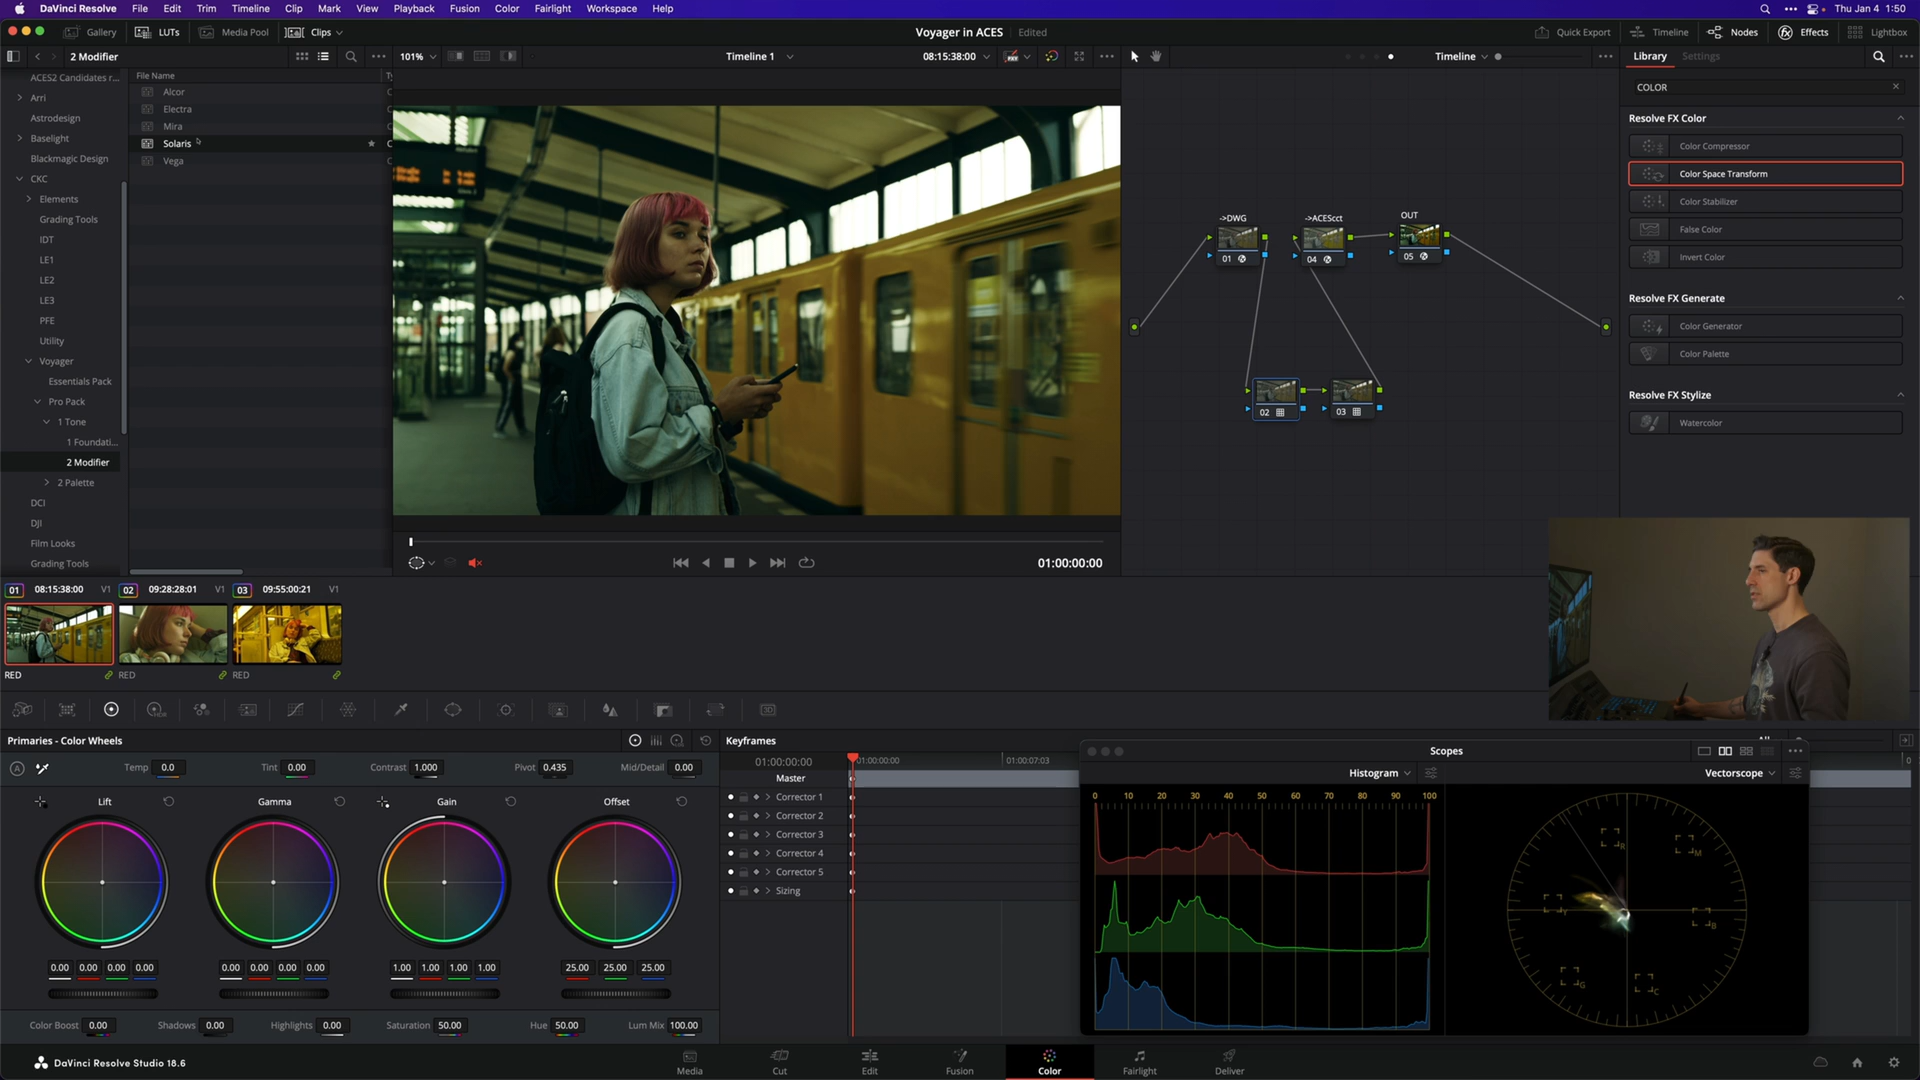 DaVinci Resolve File Edit Trim Timeline Clip Mark View Playback Fusion Color Fairlight Workspace Help
Thu Jan 4 1:50
Gallery LUTs Media Pool Clips
Voyager in ACES Edited
Quick Export Timeline Nodes Effects Lightbox
2 Modifier
101% Timeline 1 08:15:38:00
Timeline
Library Settings
ACES2 Candidates r...
Arri
Astrodesign
Baselight
Blackmagic Design
CKC
Elements
Grading Tools
IDT
LE1
LE2
LE3
PFE
Utility
Voyager
Essentials Pack
Pro Pack
1 Tone
1 Foundati...
2 Modifier
2 Palette
DCI
DJI
Film Looks
Grading Tools
File Name
Alcor
Electra
Mira
Solaris
Vega
->DWG
01
->ACEScct
04
OUT
05
02
03
COLOR
Resolve FX Color
Color Compressor
Color Space Transform
Color Stabilizer
False Color
Invert Color
Resolve FX Generate
Color Generator
Color Palette
Resolve FX Stylize
Watercolor
01:00:00:00
01 08:15:38:00 V1
02 09:28:28:01 V1
03 09:55:00:21 V1
RED
RED
RED
Primaries - Color Wheels
Temp 0.0 Tint 0.00 Contrast 1.000 Pivot 0.435 Mid/Detail 0.00
Lift Gamma Gain Offset
0.00 0.00 0.00 0.00
0.00 0.00 0.00 0.00
1.00 1.00 1.00 1.00
25.00 25.00 25.00
Color Boost 0.00 Shadows 0.00 Highlights 0.00 Saturation 50.00 Hue 50.00 Lum Mix 100.00
Keyframes
01:00:00:00
01:00:00:00
01:00:07:03
Master
Corrector 1
Corrector 2
Corrector 3
Corrector 4
Corrector 5
Sizing
Scopes
Histogram Vectorscope
0 10 20 30 40 50 60 70 80 90 100
R
M
Y
B
G
C
DaVinci Resolve Studio 18.6
Media Cut Edit Fusion Color Fairlight Deliver